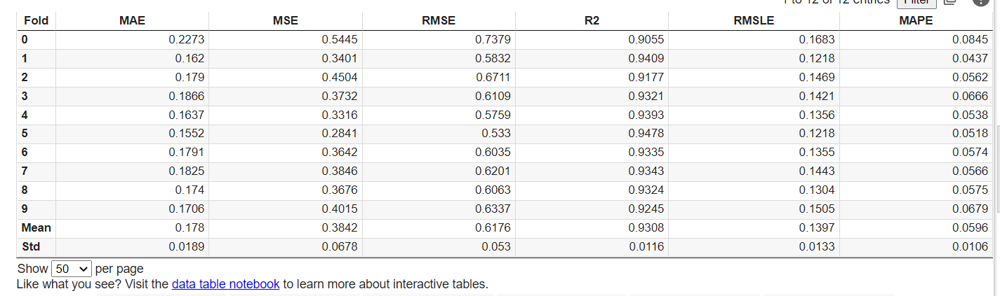 1 to 12 of 12 entries Filter ?
Fold MAE MSE RMSE R2 RMSLE MAPE
0 0.2273 0.5445 0.7379 0.9055 0.1683 0.0845
1 0.162 0.3401 0.5832 0.9409 0.1218 0.0437
2 0.179 0.4504 0.6711 0.9177 0.1469 0.0562
3 0.1866 0.3732 0.6109 0.9321 0.1421 0.0666
4 0.1637 0.3316 0.5759 0.9393 0.1356 0.0538
5 0.1552 0.2841 0.533 0.9478 0.1218 0.0518
6 0.1791 0.3642 0.6035 0.9335 0.1355 0.0574
7 0.1825 0.3846 0.6201 0.9343 0.1443 0.0566
8 0.174 0.3676 0.6063 0.9324 0.1304 0.0575
9 0.1706 0.4015 0.6337 0.9245 0.1505 0.0679
Mean 0.178 0.3842 0.6176 0.9308 0.1397 0.0596
Std 0.0189 0.0678 0.053 0.0116 0.0133 0.0106
Show 50 per page
Like what you see? Visit the data table notebook to learn more about interactive tables.